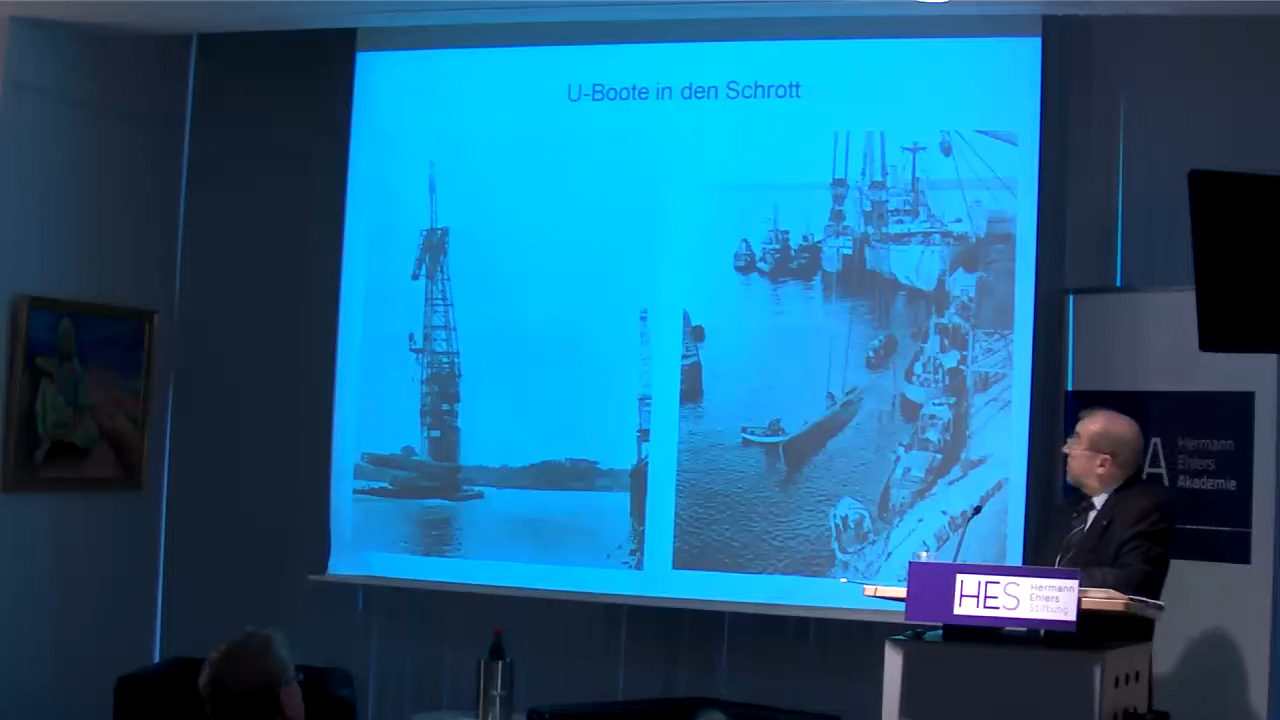 U-Boote in den Schrott
A
Hermann
Ehlers
Akademie
HES
Hermann
Ehlers
Stiftung